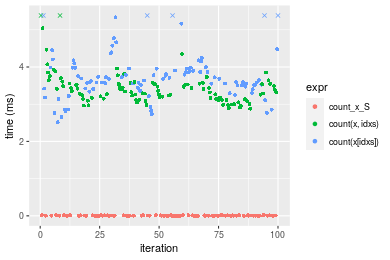 4
2
0
time (ms)
0
25
50
75
100
iteration
expr
count_x_S
count(x, idxs)
count(x[idxs])